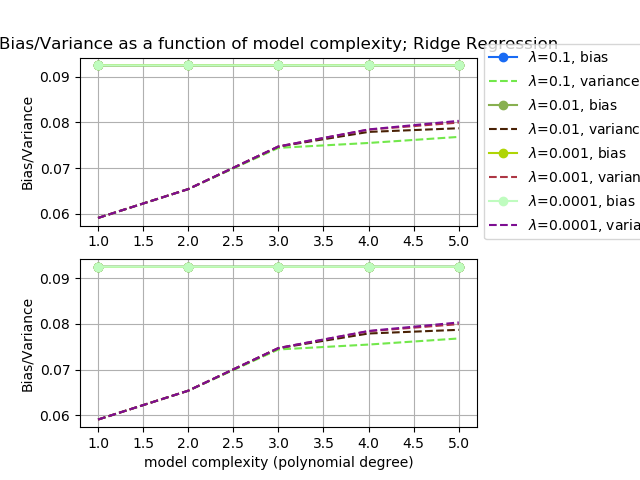 Bias/Variance as a function of model complexity; Ridge Regression
0.09
0.08
0.07
0.06
Bias/Variance
1.0 1.5 2.0 2.5 3.0 3.5 4.0 4.5 5.0
λ=0.1, bias
λ=0.1, variance
λ=0.01, bias
λ=0.01, varianc
λ=0.001, bias
λ=0.001, varian
λ=0.0001, bias
λ=0.0001, varia
0.09
0.08
0.07
0.06
Bias/Variance
1.0 1.5 2.0 2.5 3.0 3.5 4.0 4.5 5.0
model complexity (polynomial degree)